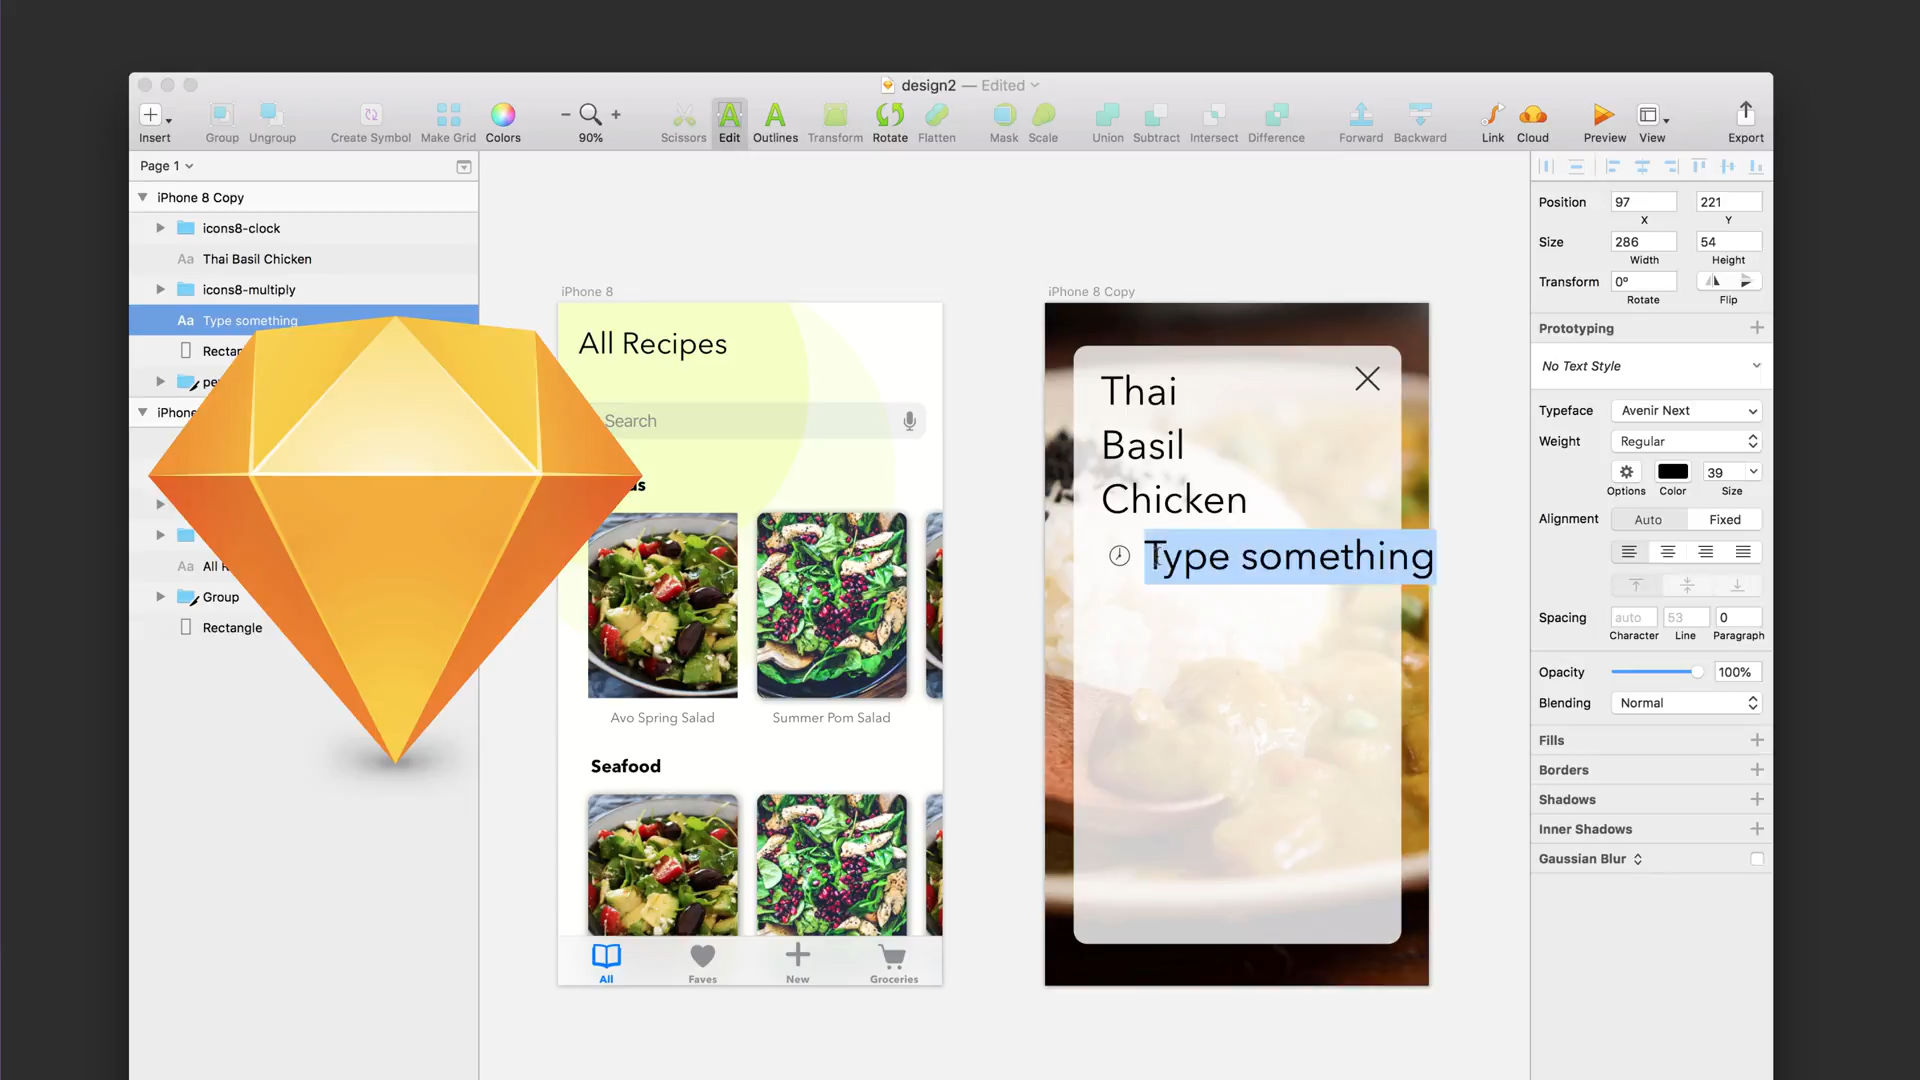 design2 — Edited
Insert
Group
Ungroup
Create Symbol
Make Grid
Colors
90%
Scissors
Edit
Outlines
Transform
Rotate
Flatten
Mask
Scale
Union
Subtract
Intersect
Difference
Forward
Backward
Link
Cloud
Preview
View
Export
Page 1
iPhone 8 Copy
icons8-clock
Aa Thai Basil Chicken
icons8-multiply
Aa Type something
Aa
Group
Rectangle
iPhone 8
All Recipes
Search
Avo Spring Salad
Summer Pom Salad
Seafood
All
Faves
New
Groceries
iPhone 8 Copy
Thai
Basil
Chicken
Type something
Position 97 221
X Y
Size 286 54
Width Height
Transform 0°
Rotate Flip
Prototyping
No Text Style
Typeface Avenir Next
Weight Regular
39
Options Color Size
Alignment Auto Fixed
Spacing auto 53 0
Character Line Paragraph
Opacity 100%
Blending Normal
Fills
Borders
Shadows
Inner Shadows
Gaussian Blur